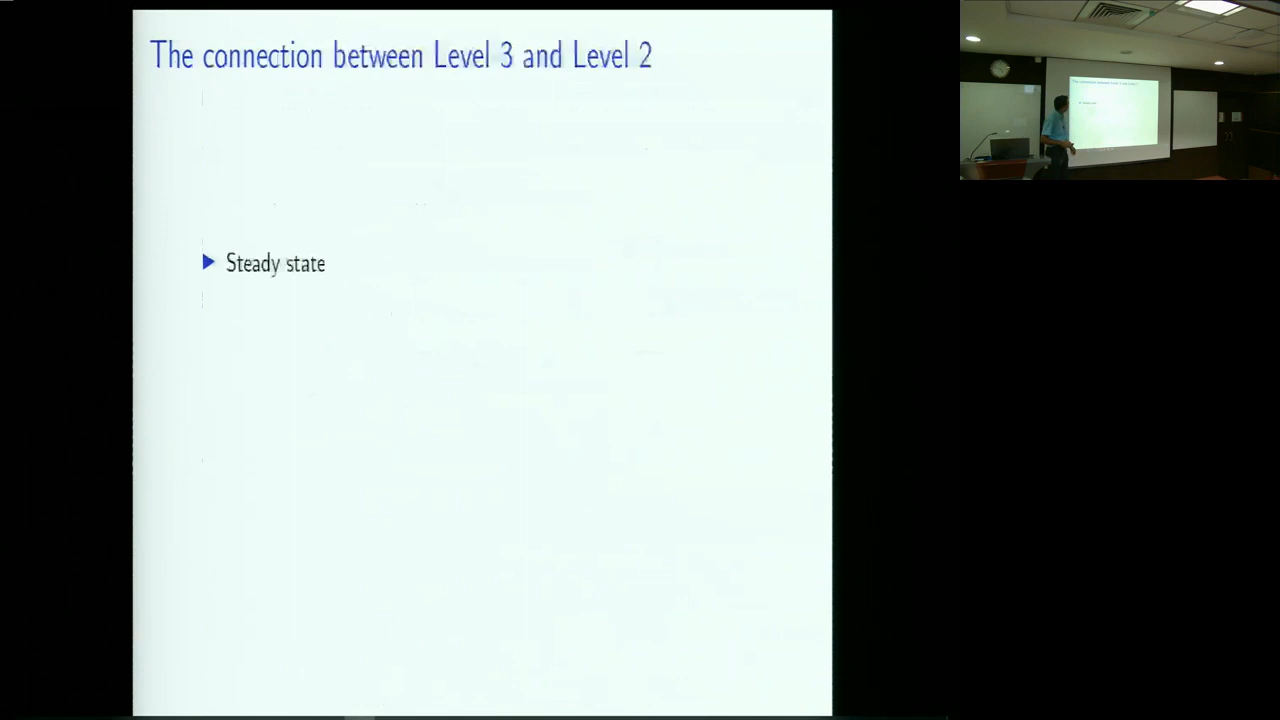 The connection between Level 3 and Level 2
▶ Steady state